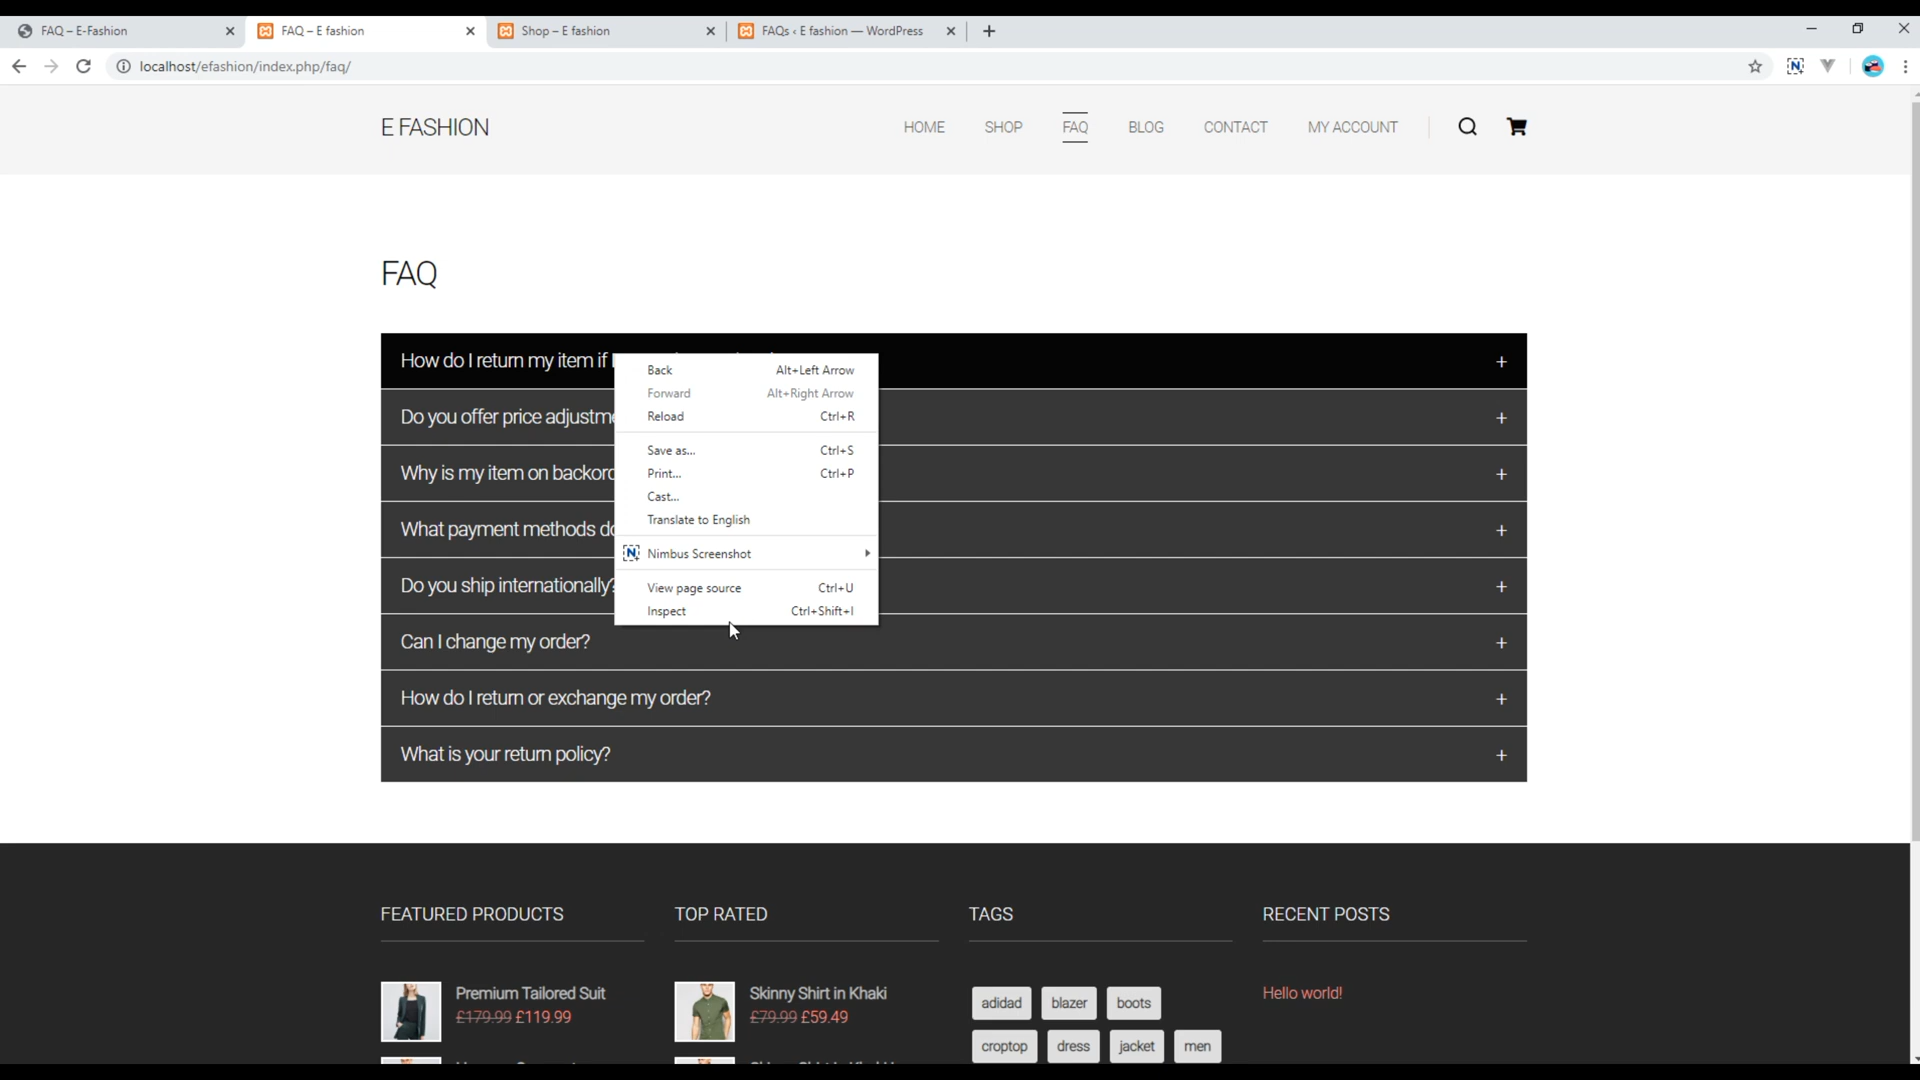 FAQ – E-Fashion
FAQ – E fashion
Shop – E fashion
FAQs ‹ E fashion — WordPress
localhost/efashion/index.php/faq/
E FASHION
HOME
SHOP
FAQ
BLOG
CONTACT
MY ACCOUNT
FAQ
How do I return my item if
Do you offer price
Why is my item on
What payment methods
Do you ship internationally?
Can I change my order?
How do I return or exchange my order?
What is your return policy?
Back Alt+Left Arrow
Forward Alt+Right Arrow
Reload Ctrl+R
Save as... Ctrl+S
Print... Ctrl+P
Cast...
Translate to English
Nimbus Screenshot
View page source Ctrl+U
Inspect Ctrl+Shift+I
FEATURED PRODUCTS
Premium Tailored Suit
£179.99 £119.99
TOP RATED
Skinny Shirt in Khaki
£79.99 £59.49
TAGS
adidad blazer boots
croptop dress jacket men
RECENT POSTS
Hello world!